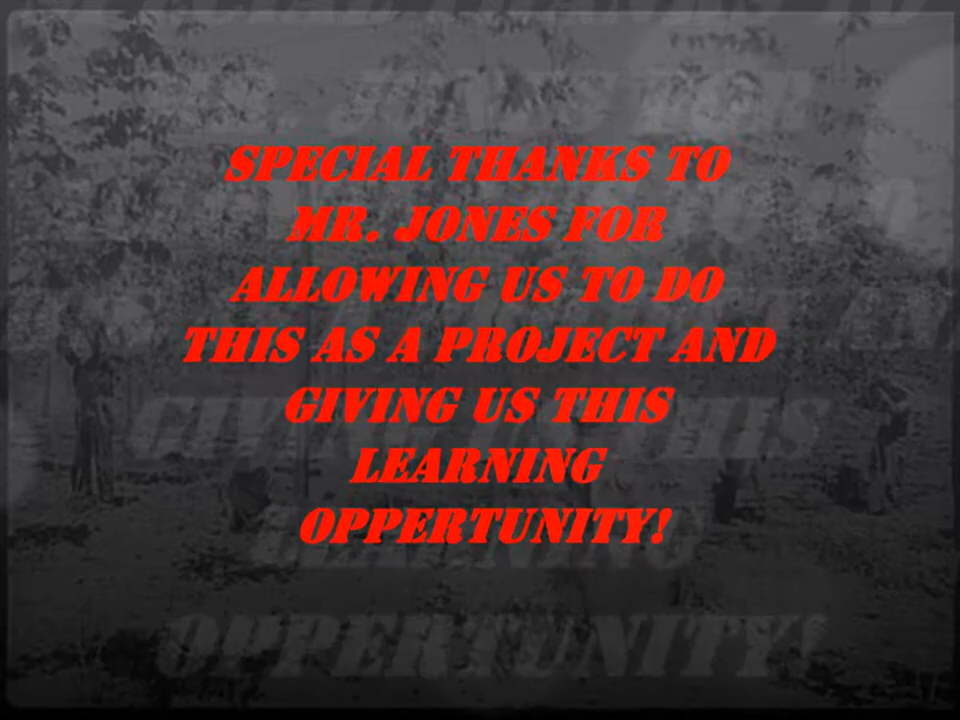 SPECIAL THANKS TO
MR. JONES FOR
ALLOWING US TO DO
THIS AS A PROJECT AND
GIVING US THIS
LEARNING
OPPERTUNITY!